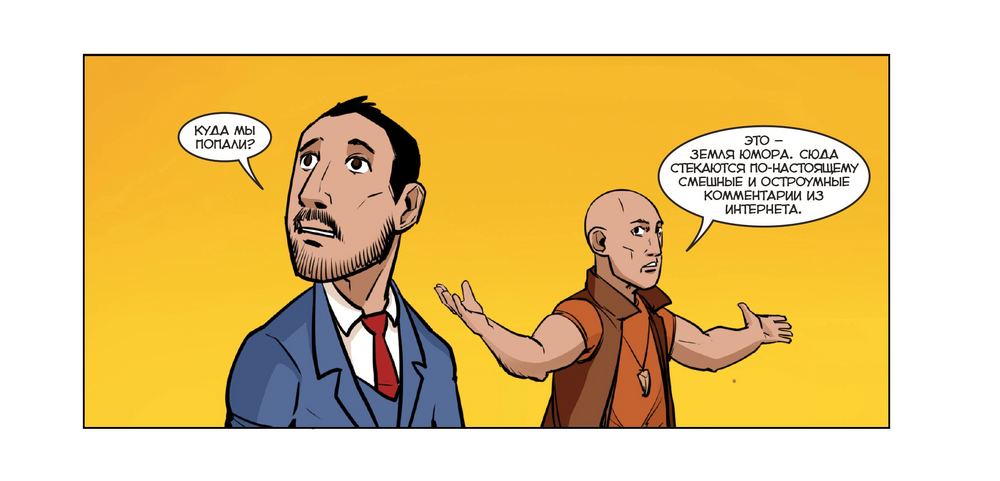 КУДА МЫ
ПОПАЛИ?
ЭТО –
ЗЕМЛЯ ЮМОРА. СЮДА
СТЕКАЮТСЯ ПО-НАСТОЯЩЕМУ
СМЕШНЫЕ И ОСТРОУМНЫЕ
КОММЕНТАРИИ ИЗ
ИНТЕРНЕТА.